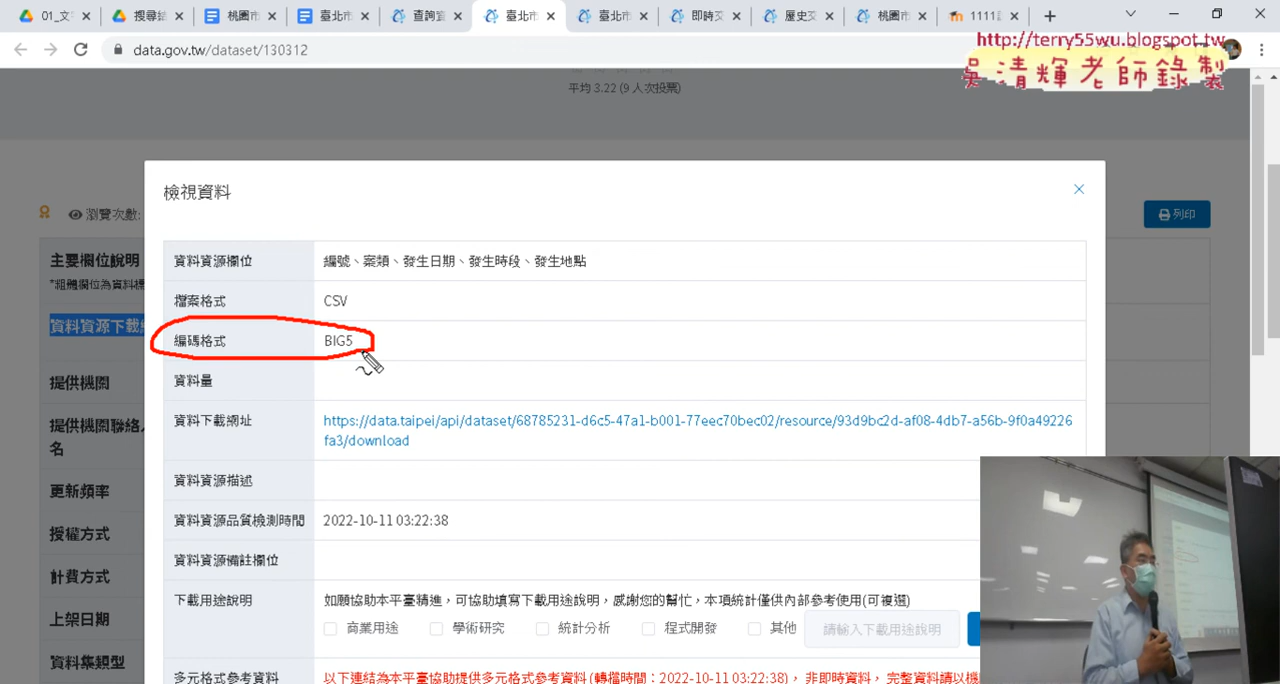 01_文字
搜尋結
桃園市
臺北市
查詢資
臺北市
臺北市
即時交
歷史交
桃園市
1111
data.gov.tw/dataset/130312
http://terry55wu.blogspot.tw
吳清輝老師錄製
平均 3.22 (9 人次投票)
檢視資料
瀏覽次數:
列印
主要欄位說明
*粗體欄位為資料標
資料資源下載網
提供機關
提供機關聯絡人
名
更新頻率
授權方式
計費方式
上架日期
資料集類型
資料資源欄位 編號、案類、發生日期、發生時段、發生地點
檔案格式 CSV
編碼格式 BIG5
資料量
資料下載網址 https://data.taipei/api/dataset/68785231-d6c5-47a1-b001-77eec70bec02/resource/93d9bc2d-af08-4db7-a56b-9f0a49226
fa3/download
資料資源描述
資料資源品質檢測時間 2022-10-11 03:22:38
資料資源備註欄位
下載用途說明 如願協助本平臺精進，可協助填寫下載用途說明，感謝您的幫忙，本項統計僅供內部參考使用(可複選)
商業用途 學術研究 統計分析 程式開發 其他 請輸入下載用途說明
多元格式參考資料 以下連結為本平臺協助提供多元格式參考資料 (轉檔時間：2022-10-11 03:22:38)， 非即時資料， 完整資料請以機